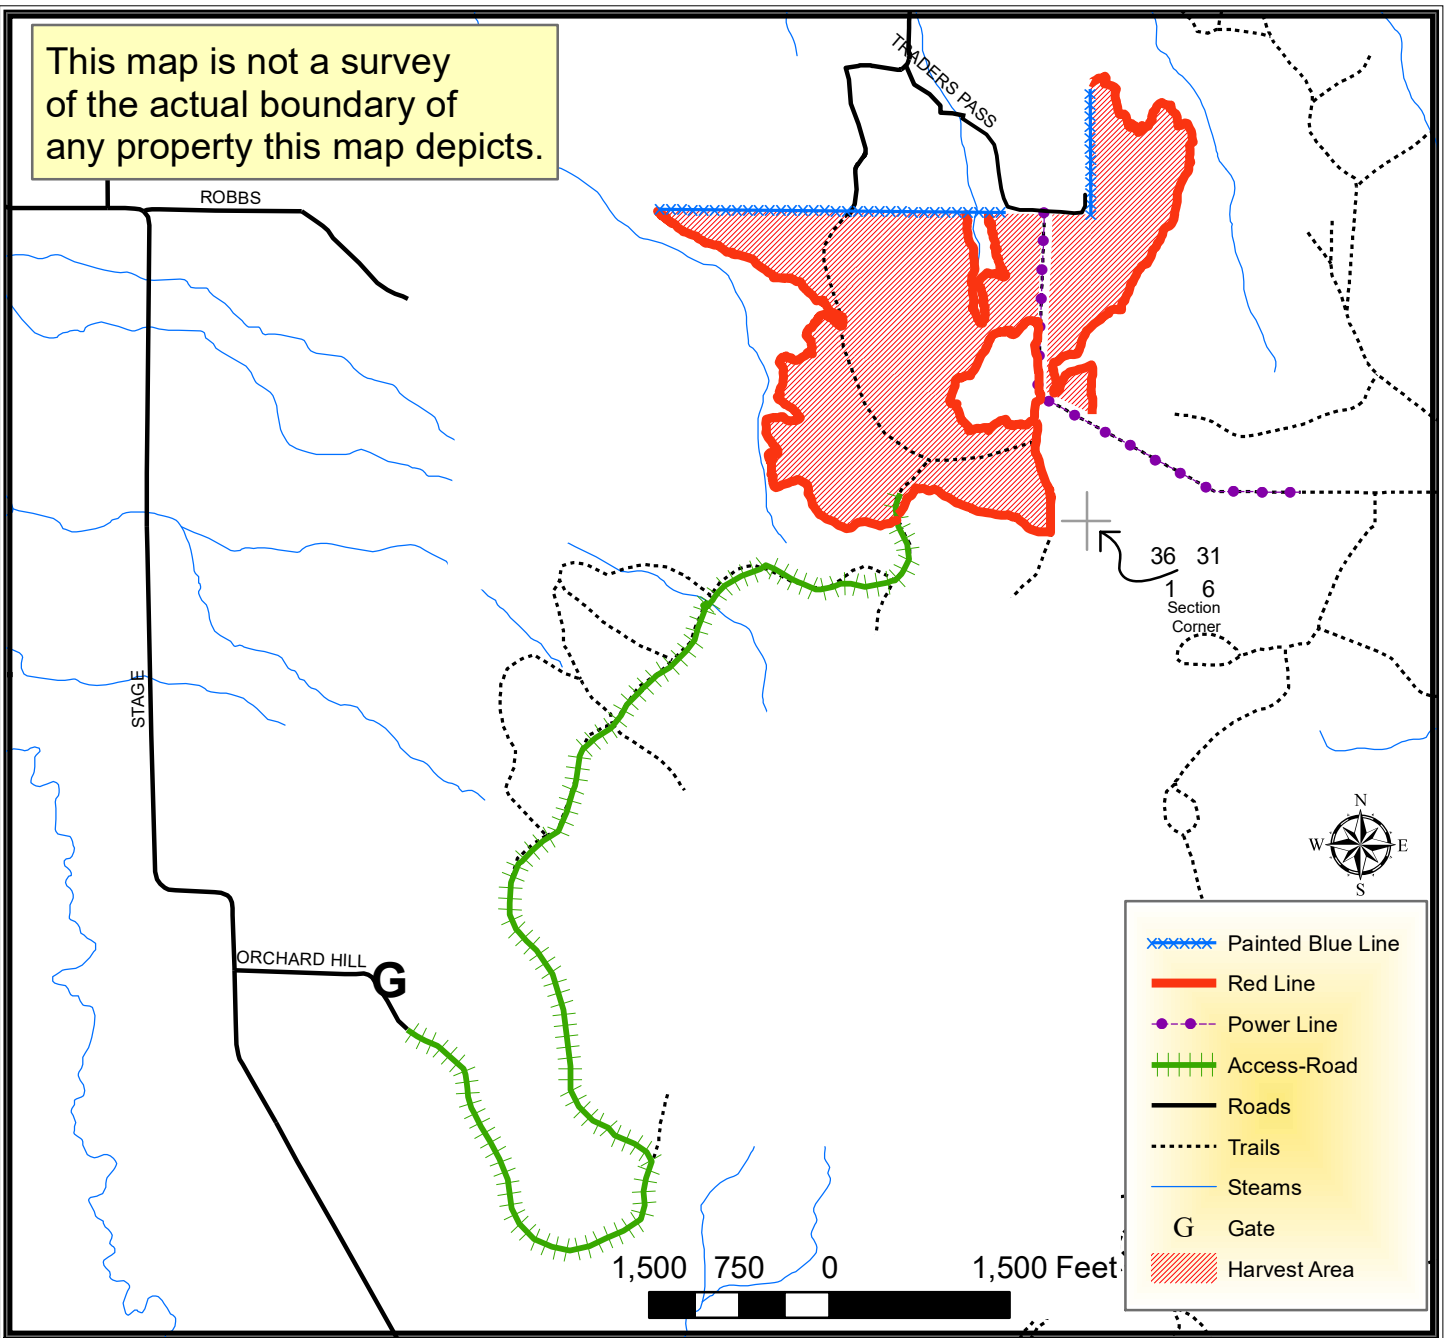 This map is not a survey
of the actual boundary of
any property this map depicts.
TRADERS PASS
ROBBS
STAGE
36 31
1 6
Section
Corner
N
W E
S
ORCHARD HILL
G
Painted Blue Line
Red Line
Power Line
Access-Road
Roads
Trails
Steams
G Gate
Harvest Area
1,500 750 0 1,500 Feet